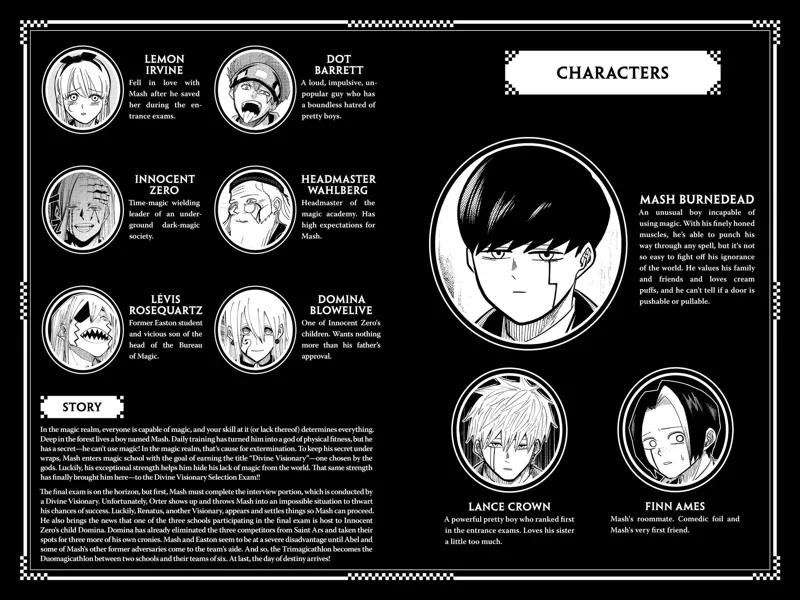 LEMON
IRVINE
Fell in love with
Mash after he saved
her during the en-
trance exams.
DOT
BARRETT
A loud, impulsive, un-
popular guy who has
a boundless hatred of
pretty boys.
INNOCENT
ZERO
Time-magic wielding
leader of an under-
ground dark-magic
society.
HEADMASTER
WAHLBERG
Headmaster of the
magic academy. Has
high expectations for
Mash.
LÉVIS
ROSEQUARTZ
Former Easton student
and vicious son of the
head of the Bureau
of Magic.
DOMINA
BLOWELIVE
One of Innocent Zero's
children. Wants nothing
more than his father's
approval.
STORY
In the magic realm, everyone is capable of magic, and your skill at it (or lack thereof) determines everything.
Deep in the forest lives a boy named Mash. Daily training has turned him into a god of physical fitness, but he
has a secret—he can't use magic! In the magic realm, that's cause for extermination. To keep his secret under
wraps, Mash enters magic school with the goal of earning the title "Divine Visionary"—one chosen by the
gods. Luckily, his exceptional strength helps him hide his lack of magic from the world. That same strength
has finally brought him here—to the Divine Visionary Selection Exam!!
The final exam is on the horizon, but first, Mash must complete the interview portion, which is conducted by
a Divine Visionary. Unfortunately, Orter shows up and throws Mash into an impossible situation to thwart
his chances of success. Luckily, Renatus, another Visionary, appears and settles things so Mash can proceed.
He also brings the news that one of the three schools participating in the final exam is host to Innocent
Zero's child Domina. Domina has already eliminated the three competitors from Saint Ars and taken their
spots for three more of his own cronies. Mash and Easton seem to be at a severe disadvantage until Abel and
some of Mash's other former adversaries come to the team's aide. And so, the Trimagicathlon becomes the
Duomagicathlon between two schools and their teams of six. At last, the day of destiny arrives!
CHARACTERS
MASH BURNEDEAD
An unusual boy incapable of
using magic. With his finely honed
muscles, he's able to punch his
way through any spell, but it's not
so easy to fight off his ignorance
of the world. He values his family
and friends and loves cream
puffs, and he can't tell if a door is
pushable or pullable.
LANCE CROWN
A powerful pretty boy who ranked first
in the entrance exams. Loves his sister
a little too much.
FINN AMES
Mash's roommate. Comedic foil and
Mash's very first friend.